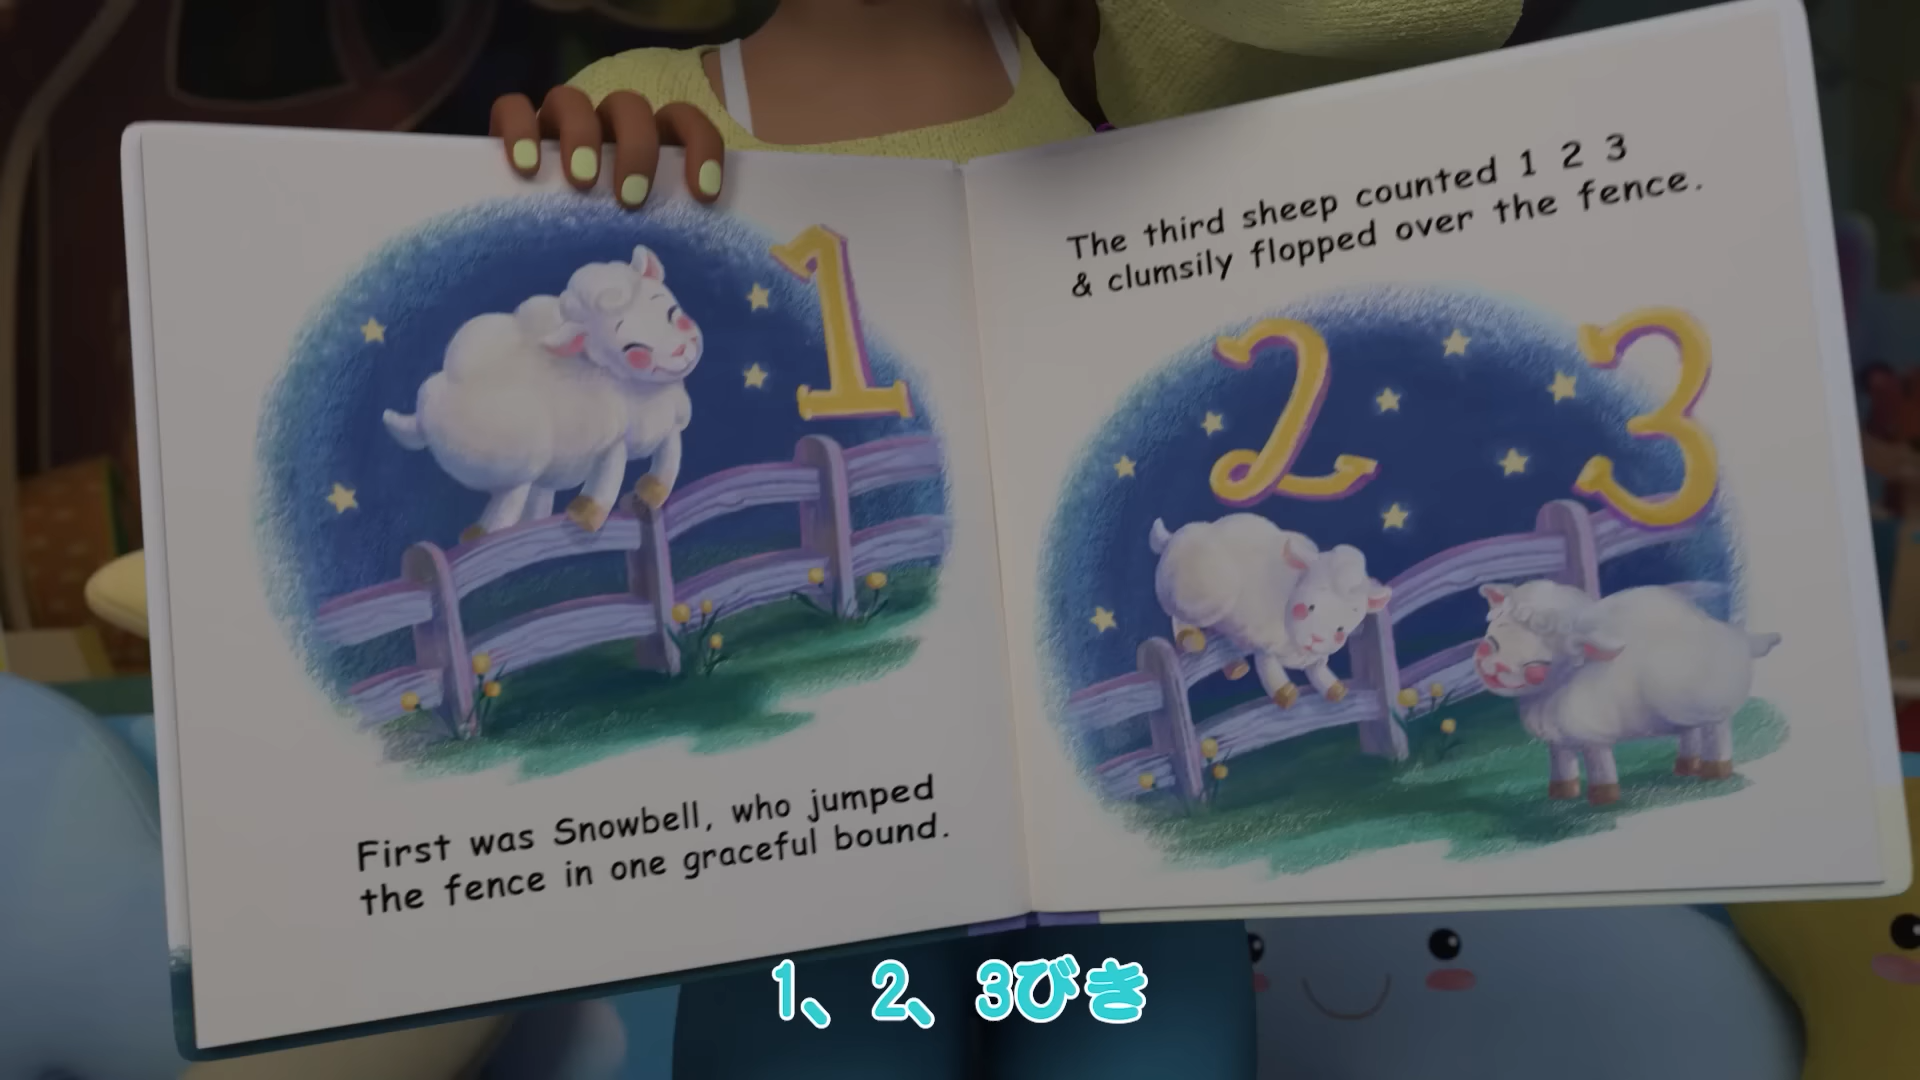 1
First was Snowbell, who jumped
the fence in one graceful bound.
The third sheep counted 1 2 3
& clumsily flopped over the fence.
2 3
1、2、3びき